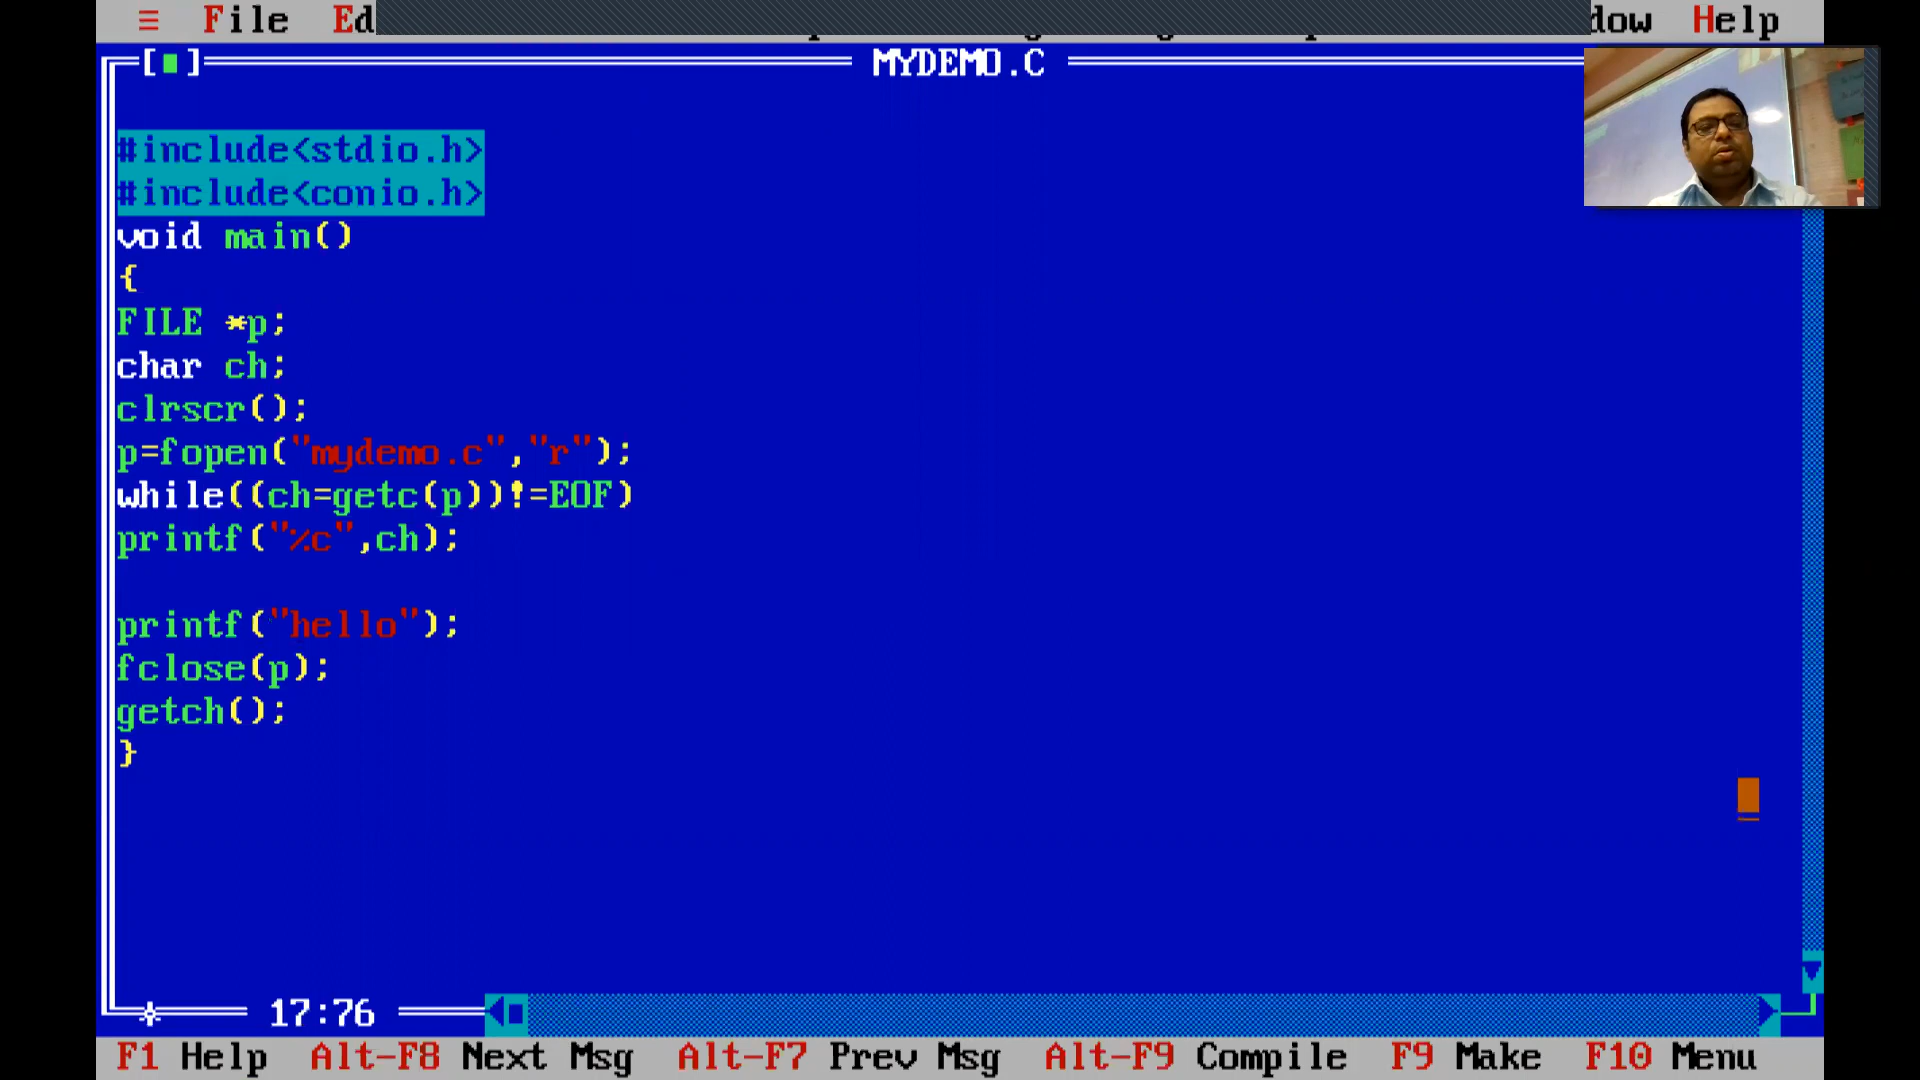 ≡ File Ed
dow Help
[■] MYDEMO.C
#include<stdio.h>
#include<conio.h>
void main()
{
FILE *p;
char ch;
clrscr();
p=fopen("mydemo.c","r");
while((ch=getc(p))!=EOF)
printf("%c",ch);
printf("hello");
fclose(p);
getch();
}
17:76
F1 Help Alt-F8 Next Msg Alt-F7 Prev Msg Alt-F9 Compile F9 Make F10 Menu